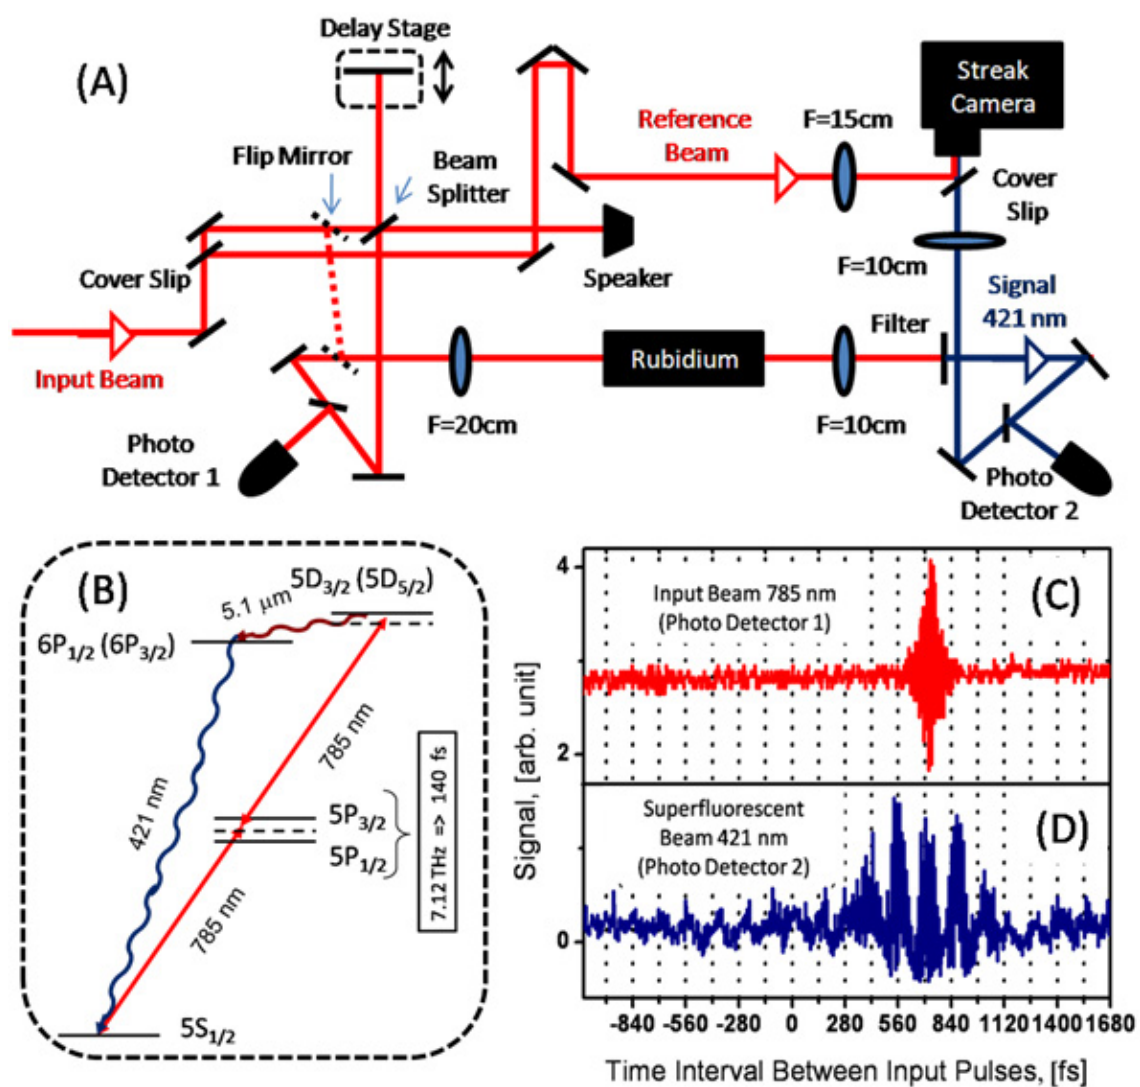 (A)
Delay Stage
Flip Mirror
Beam
Splitter
Reference
Beam
F=15cm
Streak
Camera
Cover
Slip
Cover Slip
Speaker
F=10cm
Signal
421 nm
Filter
Input Beam
Rubidium
F=20cm
F=10cm
Photo
Detector 1
Photo
Detector 2
(B)
5D3/2 (5D5/2)
5.1 μm
6P1/2 (6P3/2)
785 nm
421 nm
5P3/2
5P1/2
7.12 THz => 140 fs
785 nm
5S1/2
Signal, [arb. unit]
4
2
0
Input Beam 785 nm
(Photo Detector 1)
(C)
Superfluorescent
Beam 421 nm
(Photo Detector 2)
(D)
-840 -560 -280 0 280 560 840 1120 1400 1680
Time Interval Between Input Pulses, [fs]